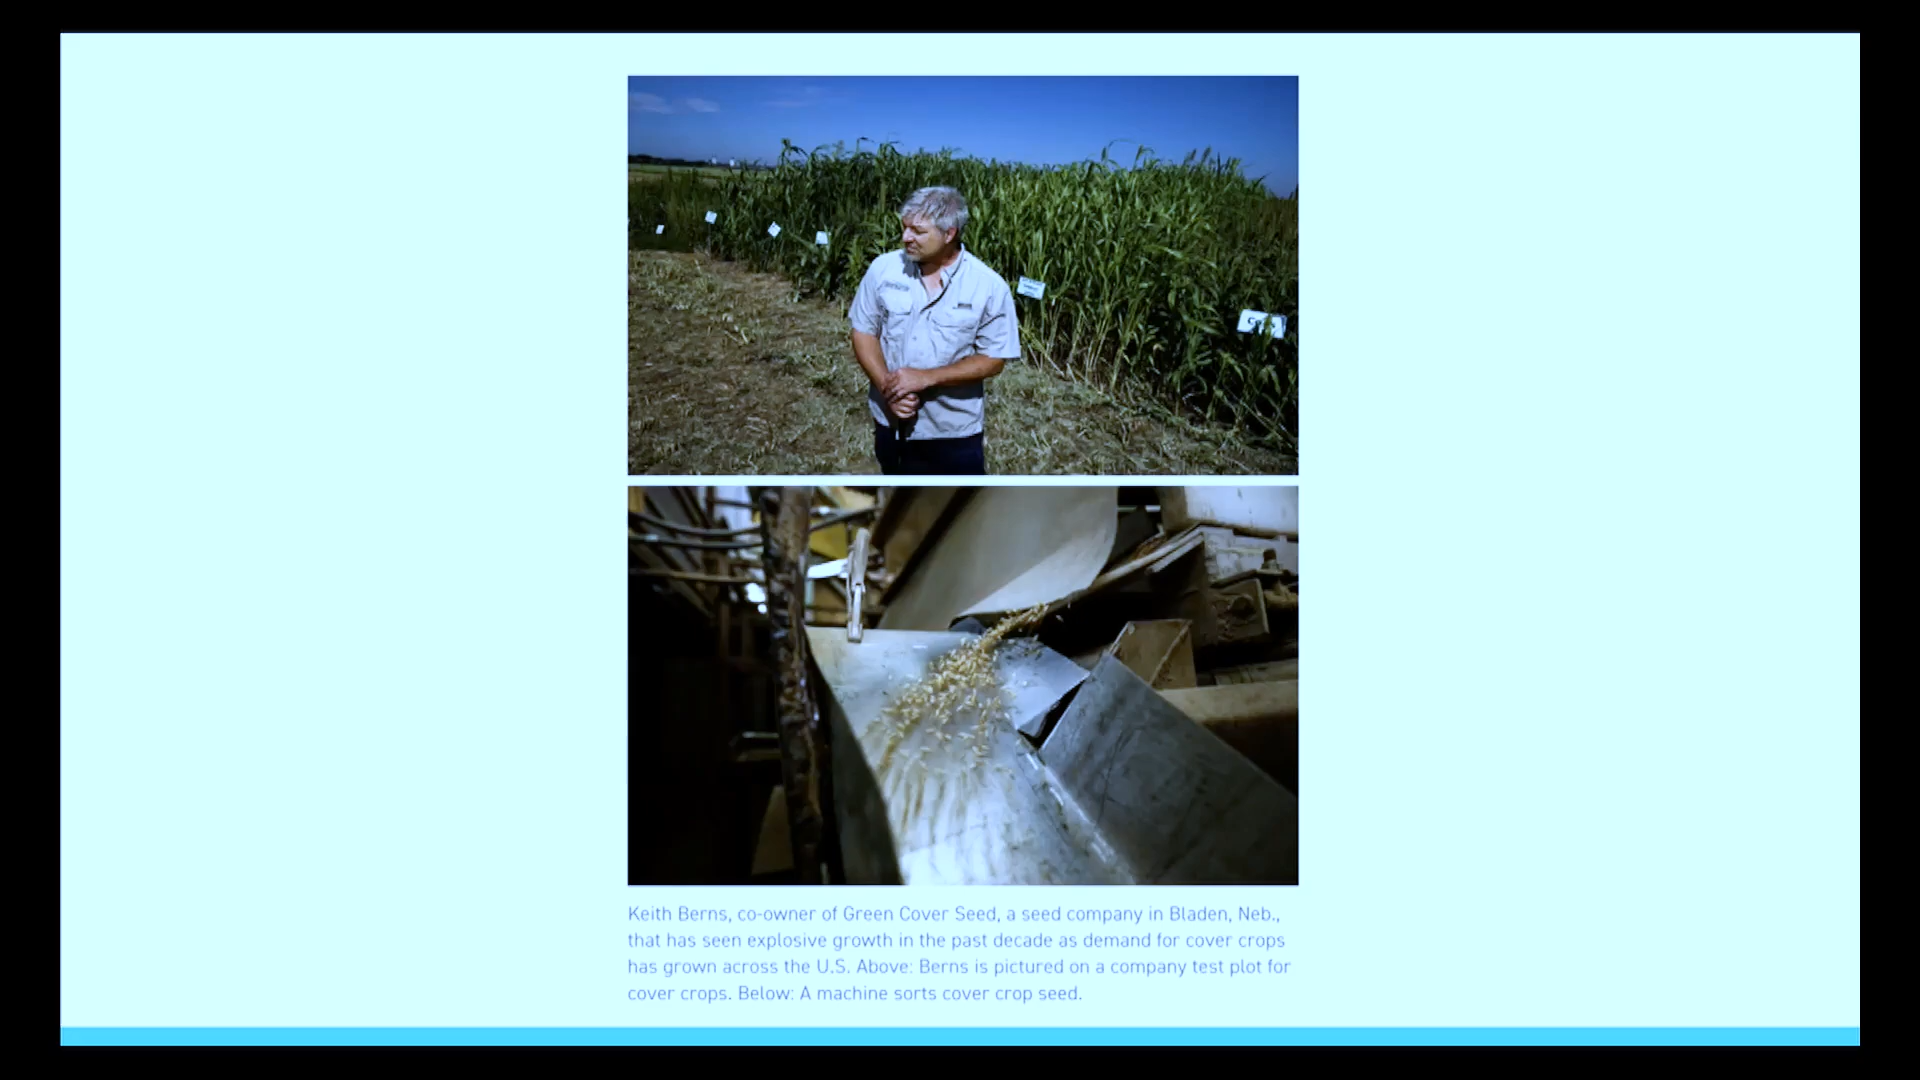 Keith Berns, co-owner of Green Cover Seed, a seed company in Bladen, Neb.,
that has seen explosive growth in the past decade as demand for cover crops
has grown across the U.S. Above: Berns is pictured on a company test plot for
cover crops. Below: A machine sorts cover crop seed.